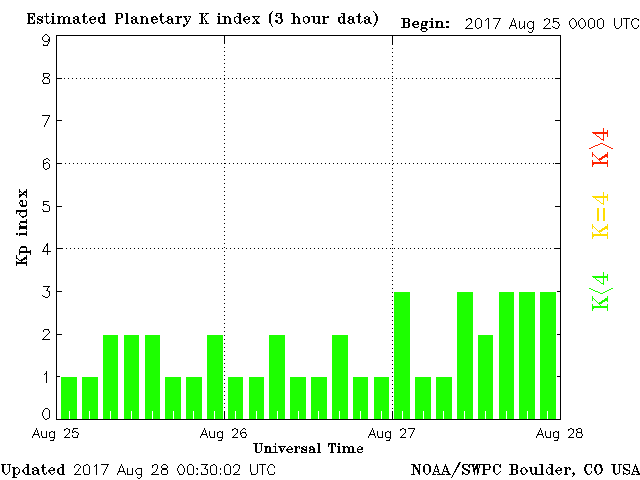 Estimated Planetary K index (3 hour data)
Begin: 2017 Aug 25 0000 UTC
9
8
7
6
5
4
3
2
1
0
Kp index
K>4
K=4
K<4
Aug 25
Aug 26
Aug 27
Aug 28
Universal Time
Updated 2017 Aug 28 00:30:02 UTC
NOAA/SWPC Boulder, CO USA